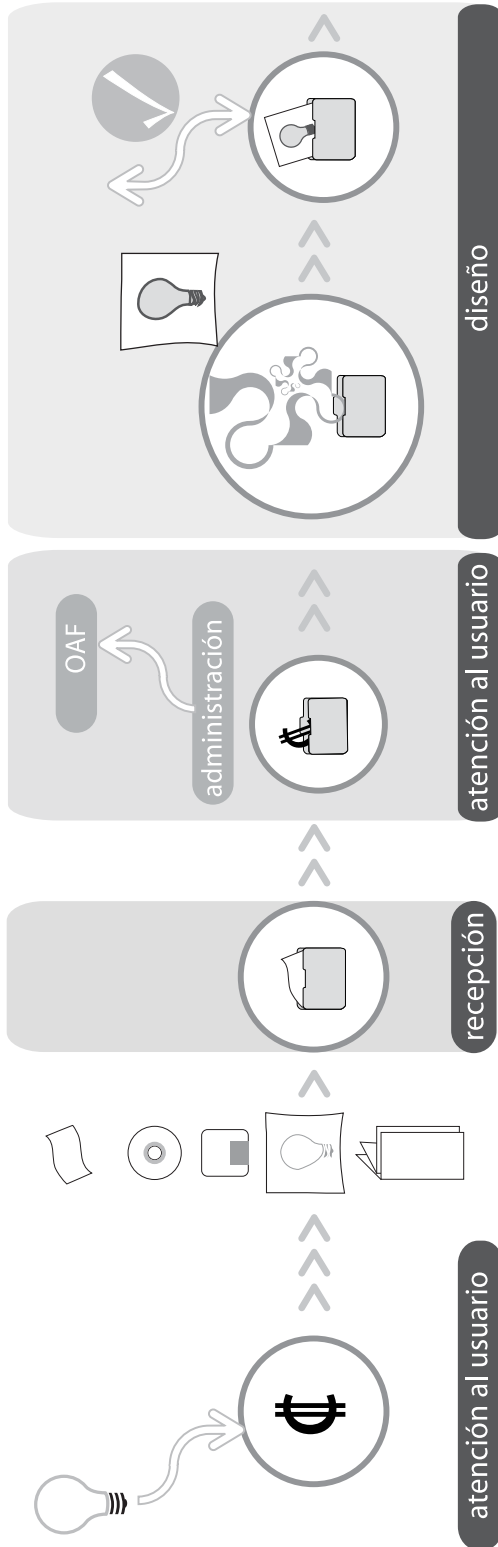 atención al usuario
recepción
atención al usuario
administración
OAF
diseño